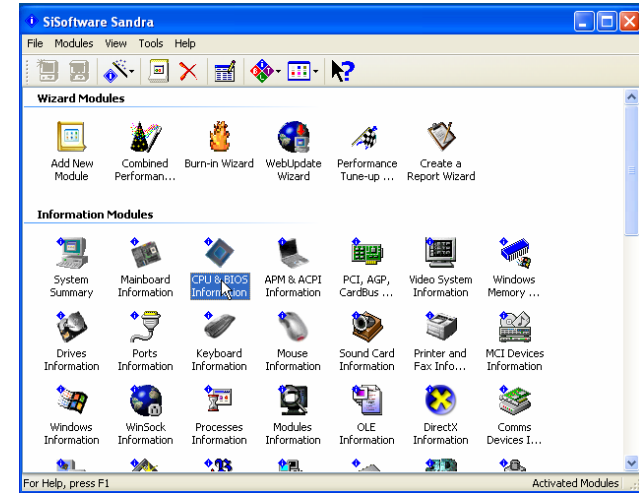 SiSoftware Sandra
File Modules View Tools Help
Wizard Modules
Add New Module
Combined Performan...
Burn-in Wizard
WebUpdate Wizard
Performance Tune-up ...
Create a Report Wizard
Information Modules
System Summary
Mainboard Information
CPU & BIOS Information
APM & ACPI Information
PCI, AGP, CardBus ...
Video System Information
Windows Memory ...
Drives Information
Ports Information
Keyboard Information
Mouse Information
Sound Card Information
Printer and Fax Info...
MCI Devices Information
Windows Information
WinSock Information
Processes Information
Modules Information
OLE Information
DirectX Information
Comms Devices I...
For Help, press F1
Activated Modules